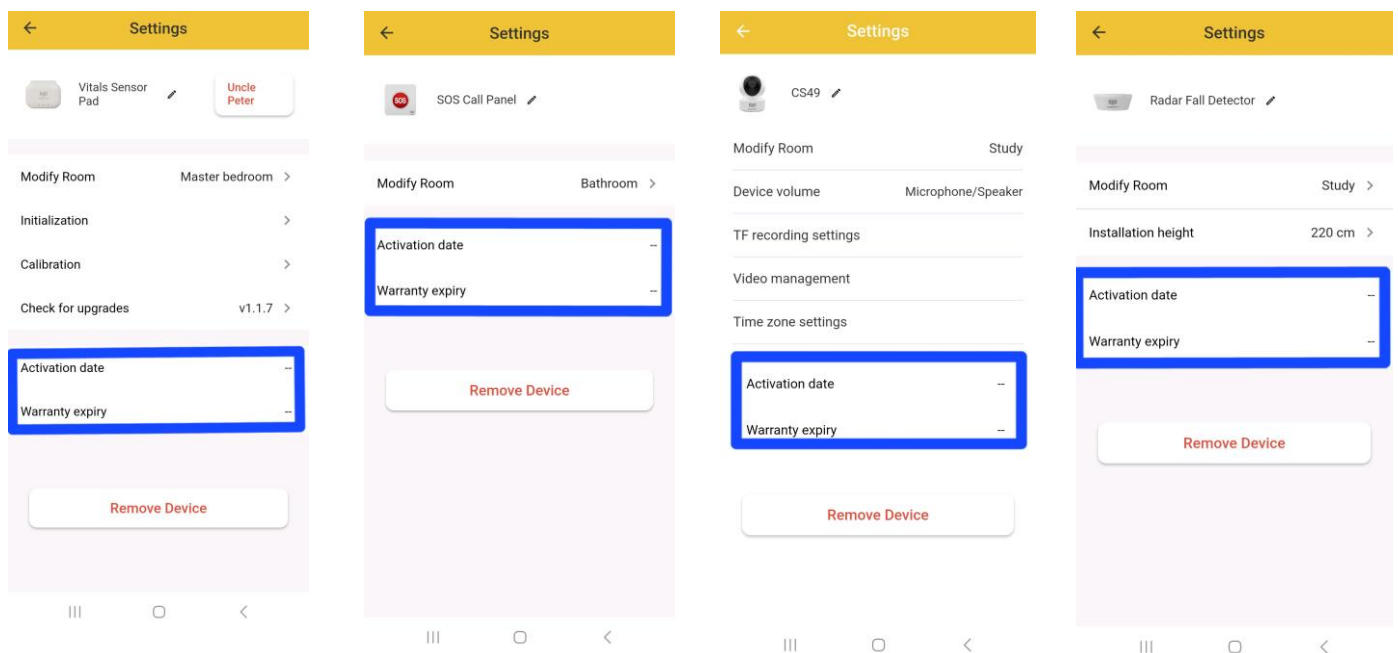 Settings
Vitals Sensor
Pad
Uncle
Peter
Modify Room Master bedroom
Initialization
Calibration
Check for upgrades v1.1.7
Activation date --
Warranty expiry --
Remove Device
Settings
SOS
SOS Call Panel
Modify Room Bathroom
Activation date --
Warranty expiry --
Remove Device
Settings
CS49
Modify Room Study
Device volume Microphone/Speaker
TF recording settings
Video management
Time zone settings
Activation date --
Warranty expiry --
Remove Device
Settings
Radar Fall Detector
Modify Room Study
Installation height 220 cm
Activation date --
Warranty expiry --
Remove Device